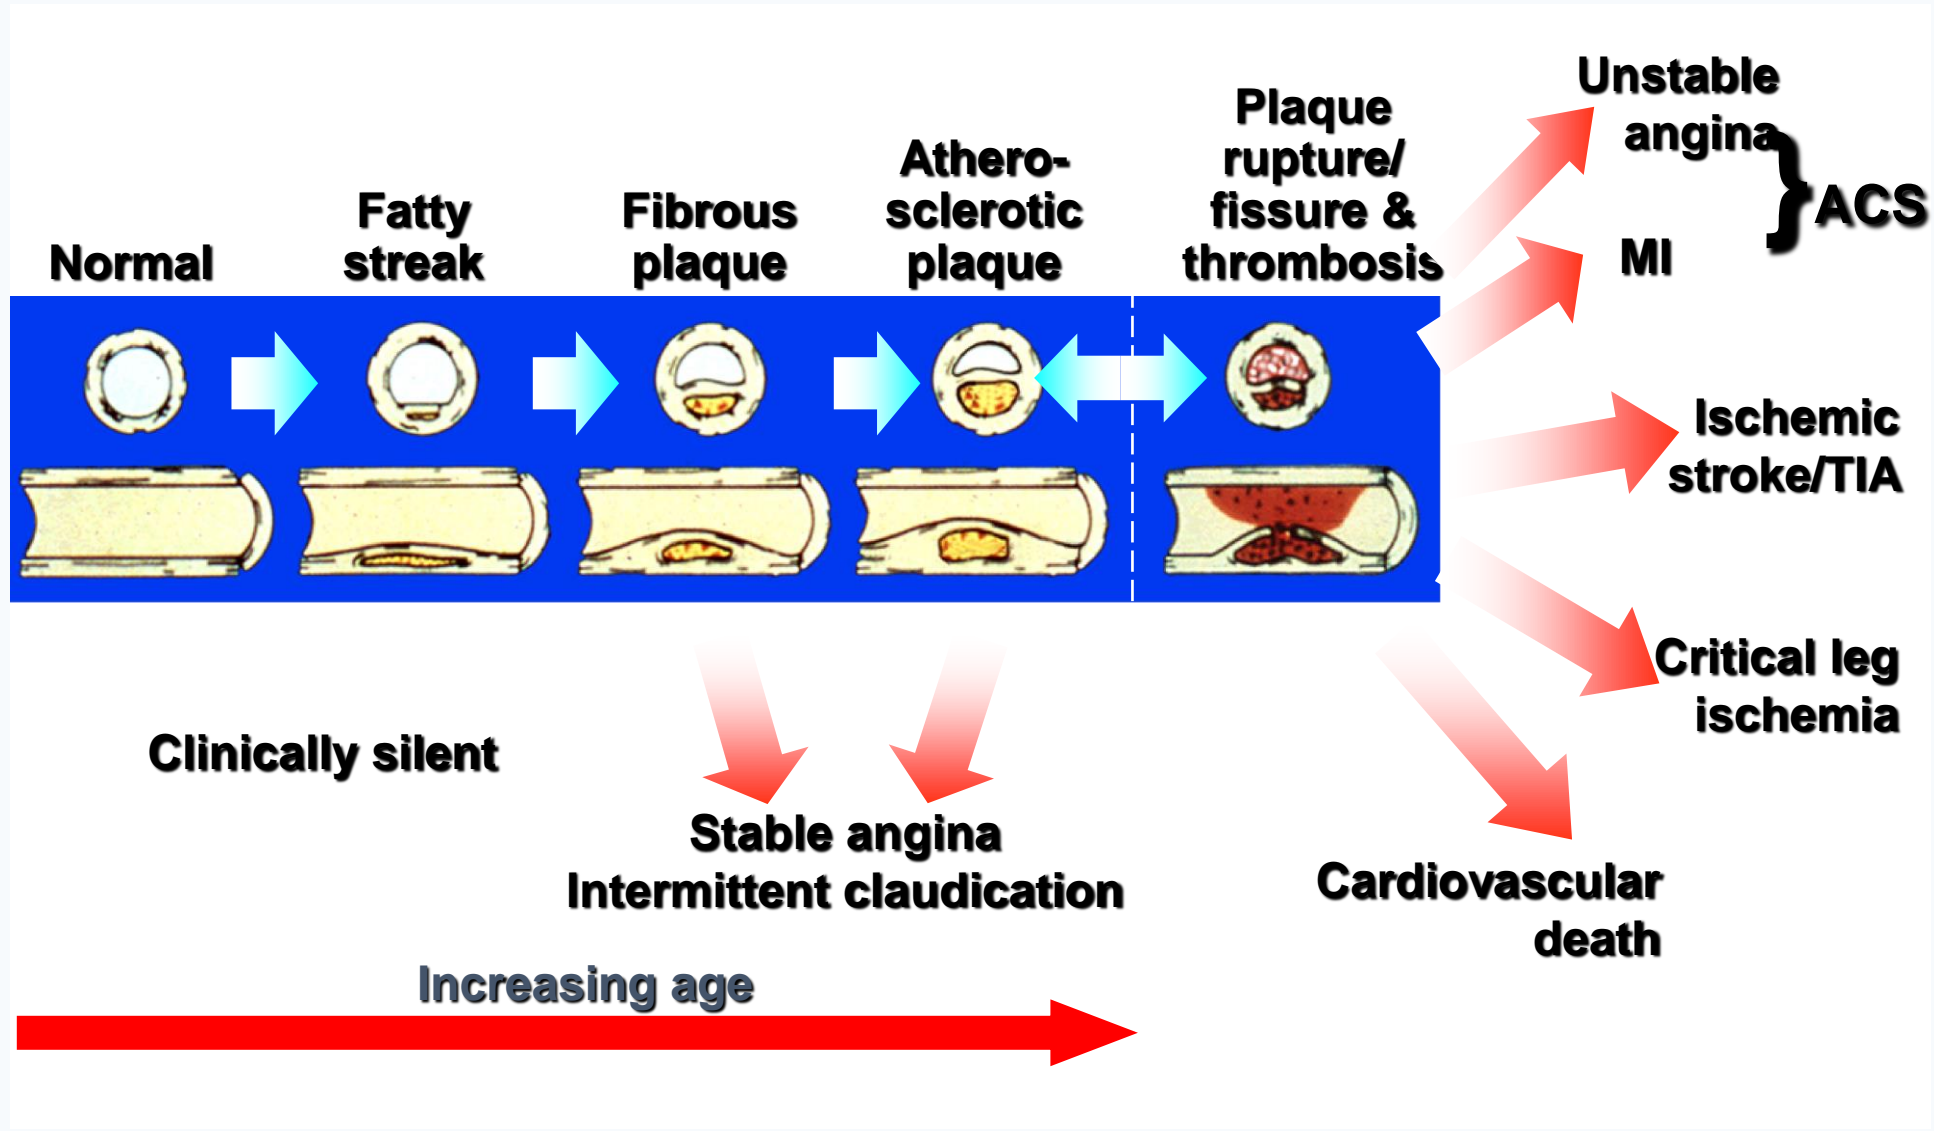 Normal
Fatty
streak
Fibrous
plaque
Athero-
sclerotic
plaque
Plaque
rupture/
fissure &
thrombosis
Unstable
angina
MI
} ACS
Ischemic
stroke/TIA
Critical leg
ischemia
Cardiovascular
death
Clinically silent
Stable angina
Intermittent claudication
Increasing age